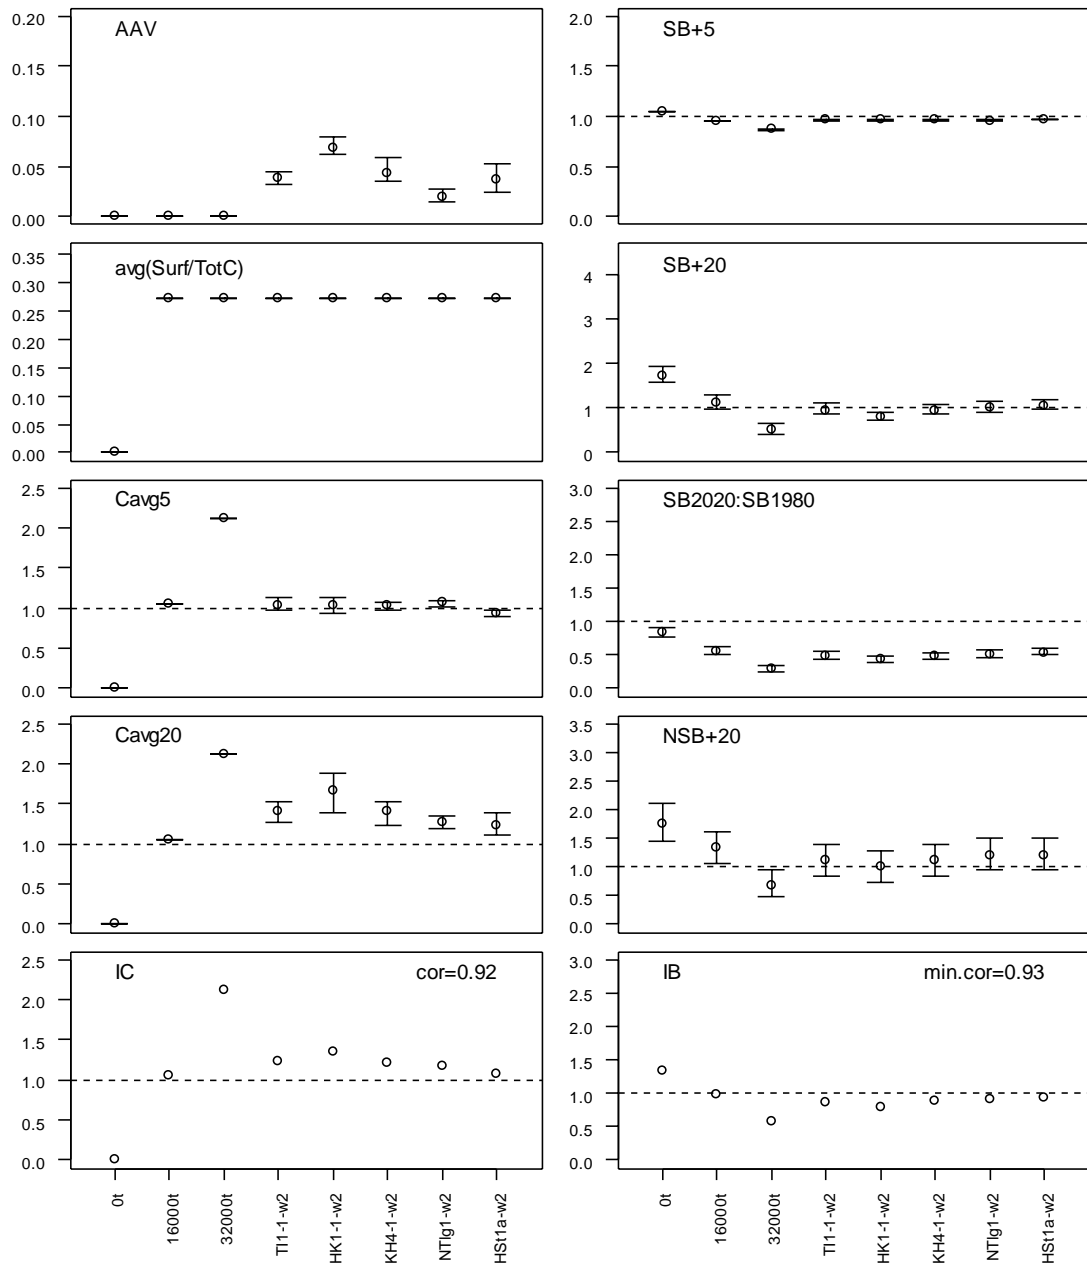 AAV
0.20
0.15
0.10
0.05
0.00
SB+5
2.0
1.5
1.0
0.5
0.0
avg(Surf/TotC)
0.35
0.30
0.25
0.20
0.15
0.10
0.05
0.00
SB+20
4
3
2
1
0
Cavg5
2.5
2.0
1.5
1.0
0.5
0.0
SB2020:SB1980
3.0
2.5
2.0
1.5
1.0
0.5
0.0
Cavg20
2.5
2.0
1.5
1.0
0.5
0.0
NSB+20
3.5
3.0
2.5
2.0
1.5
1.0
0.5
0.0
IC cor=0.92
2.5
2.0
1.5
1.0
0.5
0.0
IB min.cor=0.93
3.0
2.5
2.0
1.5
1.0
0.5
0.0
0t
16000t
32000t
TI1-1-w2
HK1-1-w2
KH4-1-w2
NTIg1-w2
HSt1a-w2
0t
16000t
32000t
TI1-1-w2
HK1-1-w2
KH4-1-w2
NTIg1-w2
HSt1a-w2